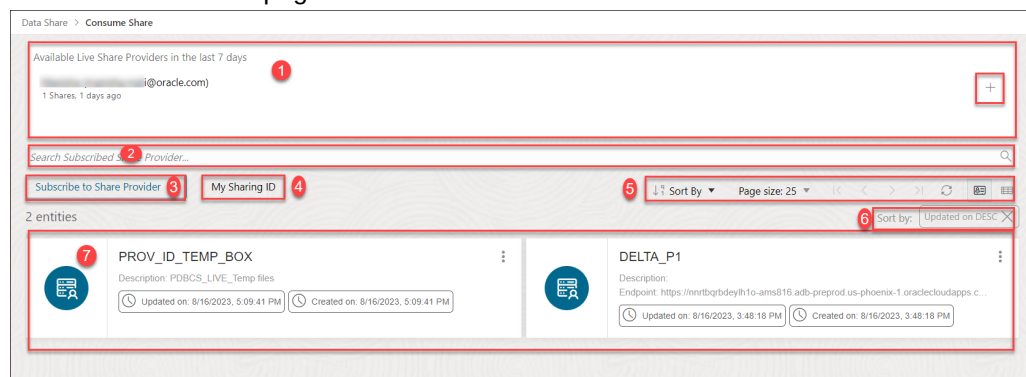 Data Share > Consume Share
Available Live Share Providers in the last 7 days
1
i@oracle.com)
1 Shares, 1 days ago
+
Search Subscribed Share Provider...
2
Subscribe to Share Provider 3 My Sharing ID 4
5 Sort By Page size: 25
2 entities
6 Sort by: Updated on DESC
7
PROV_ID_TEMP_BOX
Description: PDBCS_LIVE_Temp files
Updated on: 8/16/2023, 5:09:41 PM Created on: 8/16/2023, 5:09:41 PM
DELTA_P1
Description:
Endpoint: https://nnrtbqrbdeylh1o-ams816.adb-preprod.us-phoenix-1.oraclecloudapps.c...
Updated on: 8/16/2023, 3:48:18 PM Created on: 8/16/2023, 3:48:18 PM